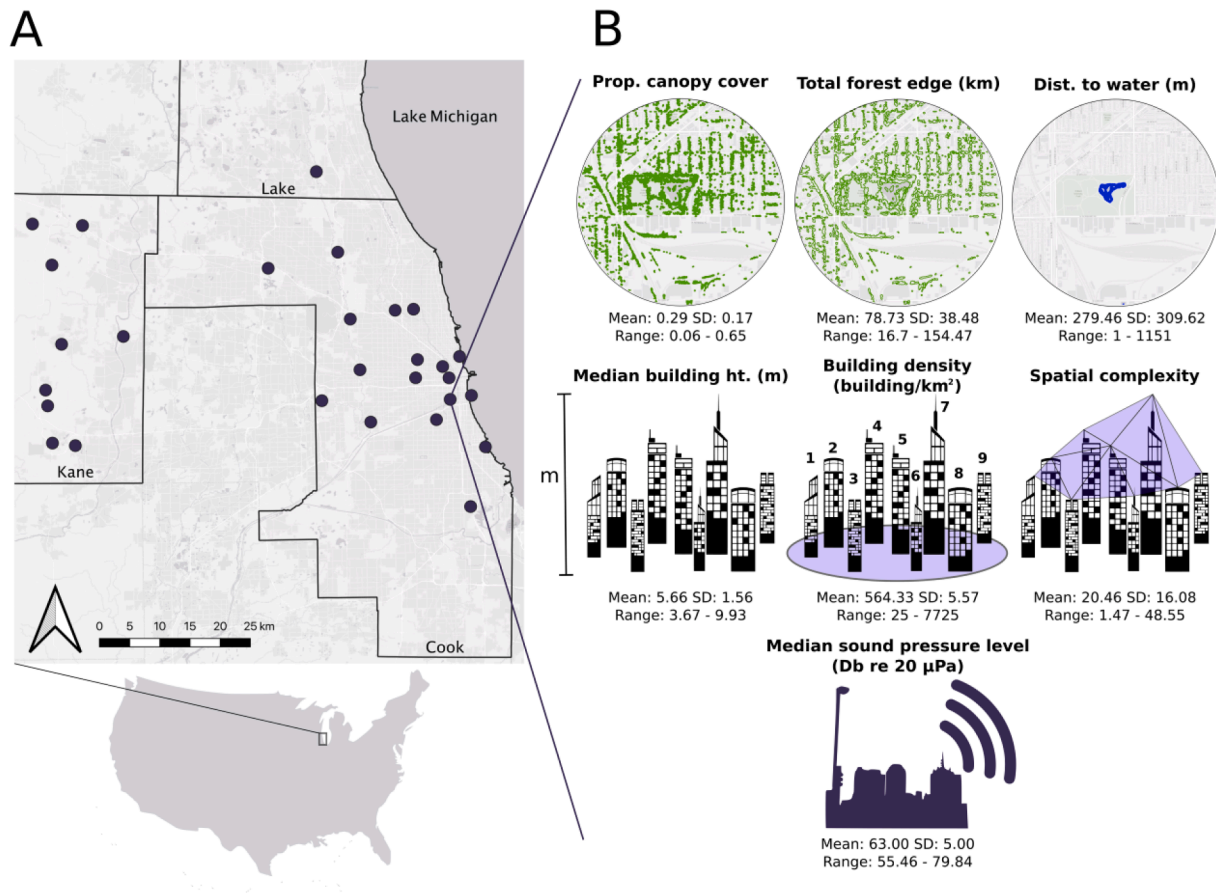 A
Lake Michigan
Lake
Kane
Cook
0 5 10 15 20 25 km
B
Prop. canopy cover
Mean: 0.29 SD: 0.17
Range: 0.06 - 0.65
Total forest edge (km)
Mean: 78.73 SD: 38.48
Range: 16.7 - 154.47
Dist. to water (m)
Mean: 279.46 SD: 309.62
Range: 1 - 1151
Median building ht. (m)
m
Mean: 5.66 SD: 1.56
Range: 3.67 - 9.93
Building density
(building/km²)
1 2 3 4 5 6 7 8 9
Mean: 564.33 SD: 5.57
Range: 25 - 7725
Spatial complexity
Mean: 20.46 SD: 16.08
Range: 1.47 - 48.55
Median sound pressure level
(Db re 20 μPa)
Mean: 63.00 SD: 5.00
Range: 55.46 - 79.84